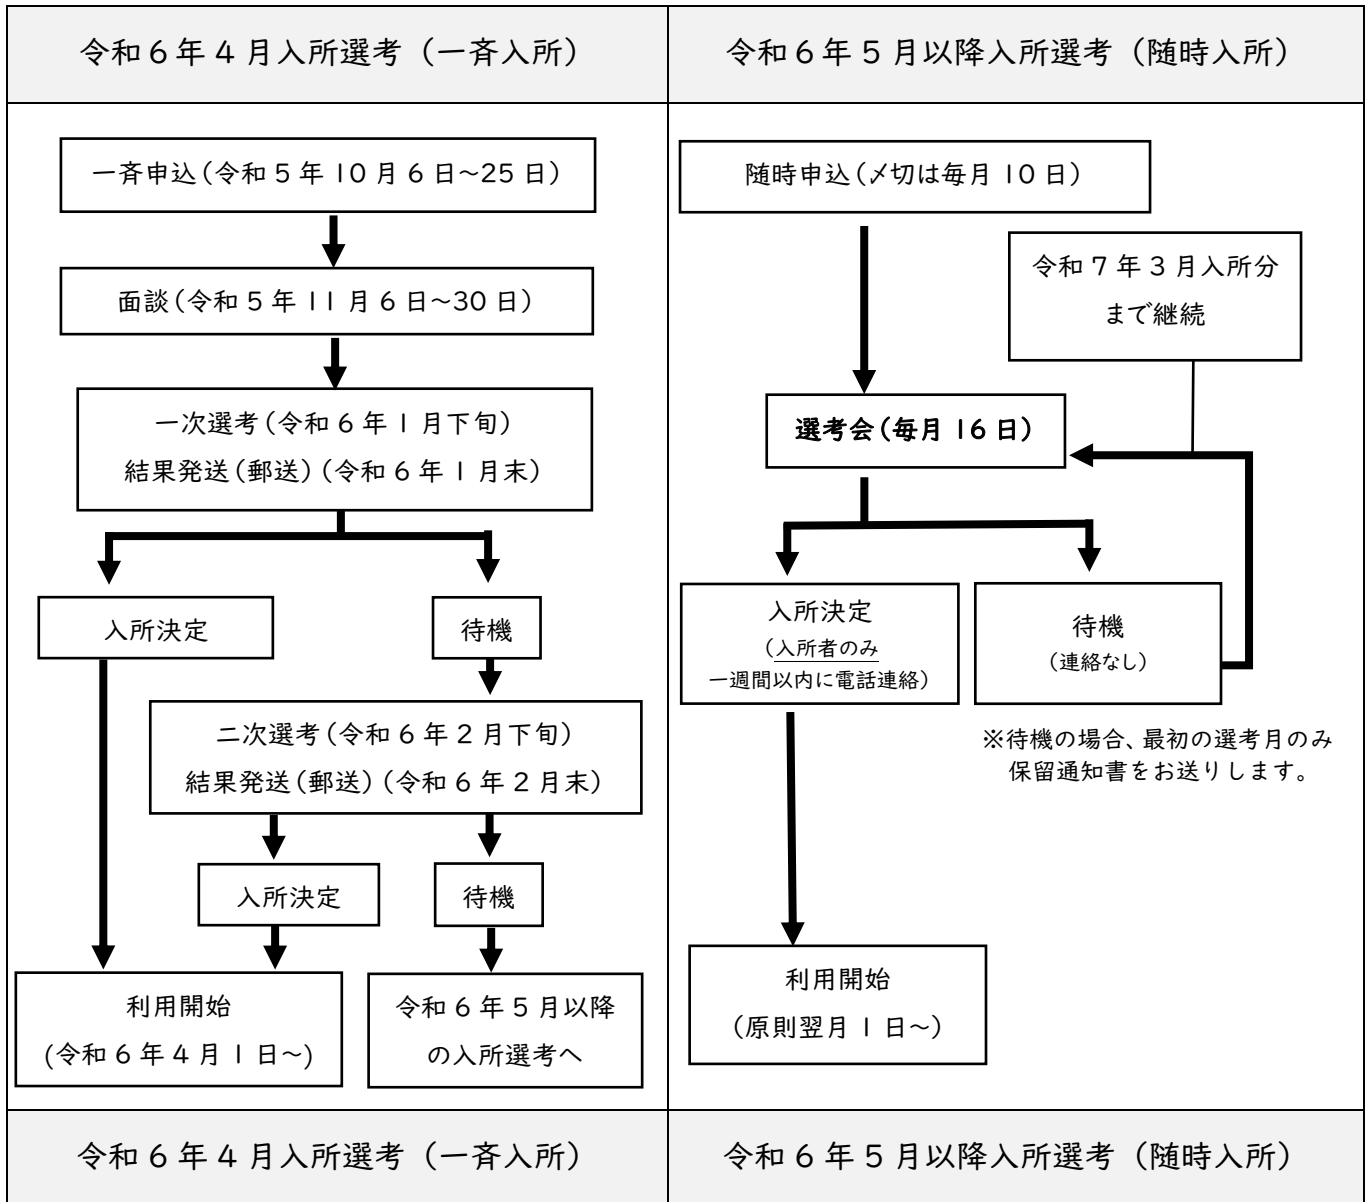 令和6年4月入所選考（一斉入所）
一斉申込(令和5年10月6日～25日)
面談(令和5年11月6日～30日)
一次選考(令和6年1月下旬)
結果発送(郵送)(令和6年1月末)
入所決定
待機
二次選考(令和6年2月下旬)
結果発送(郵送)(令和6年2月末)
入所決定
待機
利用開始
(令和6年4月1日～)
令和6年5月以降
の入所選考へ
令和6年4月入所選考（一斉入所）
令和6年5月以降入所選考（随時入所）
随時申込(〆切は毎月10日)
令和7年3月入所分
まで継続
選考会(毎月16日)
入所決定
(入所者のみ
一週間以内に電話連絡)
待機
(連絡なし)
※待機の場合、最初の選考月のみ
保留通知書をお送りします。
利用開始
(原則翌月1日～)
令和6年5月以降入所選考（随時入所）